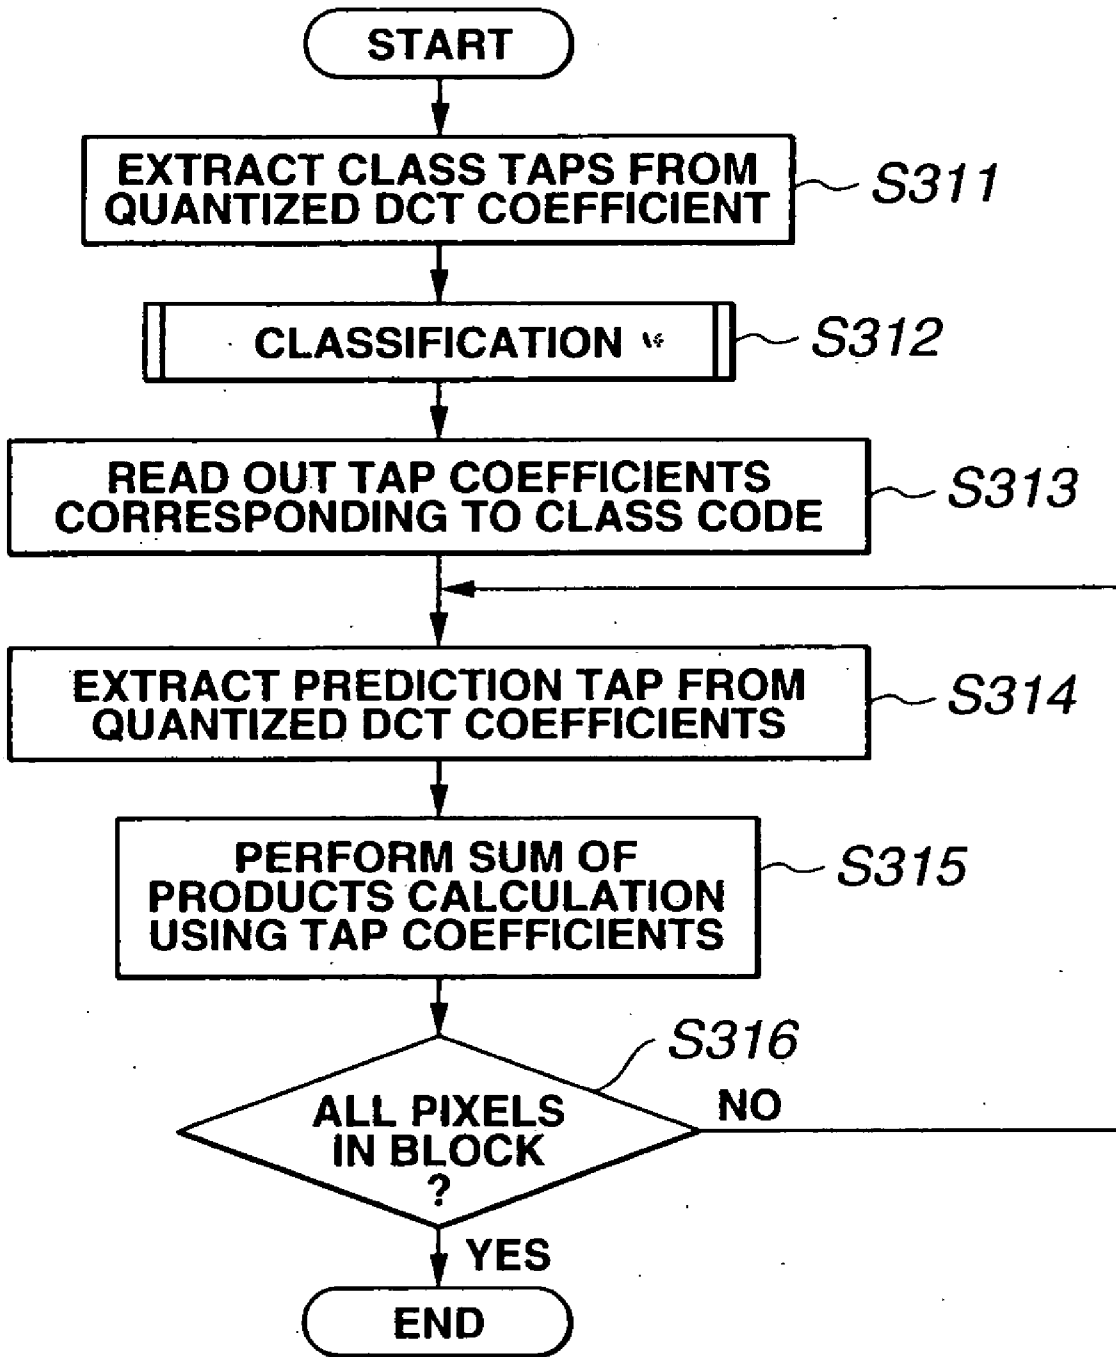 START
EXTRACT CLASS TAPS FROM
QUANTIZED DCT COEFFICIENT
S311
CLASSIFICATION
S312
READ OUT TAP COEFFICIENTS
CORRESPONDING TO CLASS CODE
S313
EXTRACT PREDICTION TAP FROM
QUANTIZED DCT COEFFICIENTS
S314
PERFORM SUM OF
PRODUCTS CALCULATION
USING TAP COEFFICIENTS
S315
S316
ALL PIXELS
IN BLOCK
?
NO
YES
END